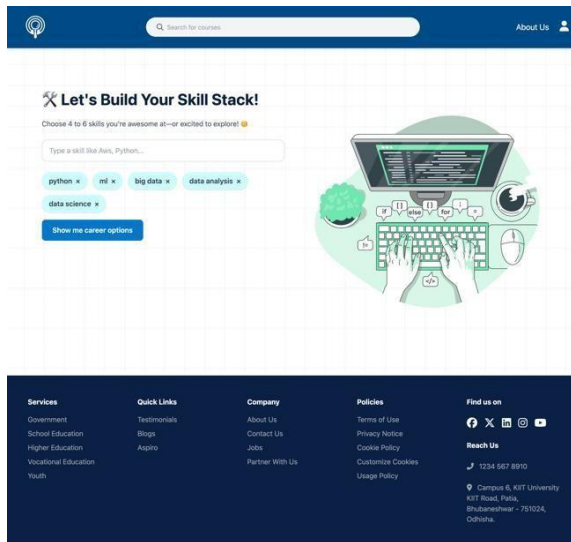 Search for courses
About Us
🛠 Let's Build Your Skill Stack!
Choose 4 to 6 skills you're awesome at—or excited to explore! 😄
Type a skill like Aws, Python...
python ×
ml ×
big data ×
data analysis ×
data science ×
Show me career options
if
[]
else
{}
for
;
=
!=
</>
Services
Government
School Education
Higher Education
Vocational Education
Youth
Quick Links
Testimonials
Blogs
Aspiro
Company
About Us
Contact Us
Jobs
Partner With Us
Policies
Terms of Use
Privacy Notice
Cookie Policy
Customize Cookies
Usage Policy
Find us on
Reach Us
1234 567 8910
Campus 6, KIIT University
KIIT Road, Patia,
Bhubaneshwar - 751024,
Odhisha.